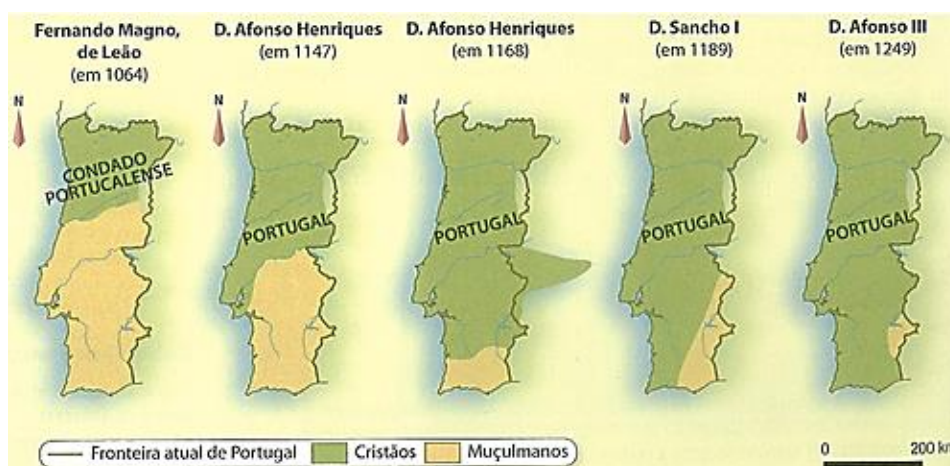 Fernando Magno,
de Leão
(em 1064)
D. Afonso Henriques
(em 1147)
D. Afonso Henriques
(em 1168)
D. Sancho I
(em 1189)
D. Afonso III
(em 1249)
N
N
N
N
N
CONDADO
PORTUCALENSE
PORTUGAL
PORTUGAL
PORTUGAL
PORTUGAL
Fronteira atual de Portugal
Cristãos
Muçulmanos
0 200 km